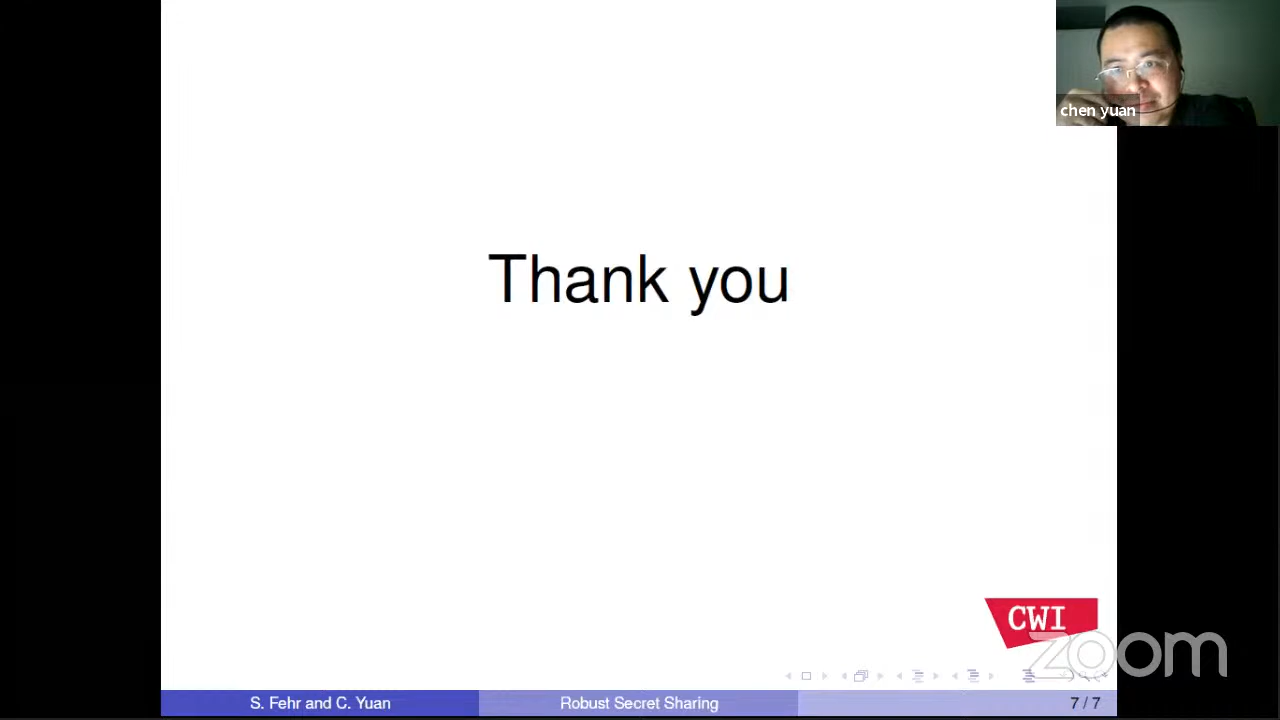 chen yuan
Thank you
CWI
zoom
S. Fehr and C. Yuan
Robust Secret Sharing
7 / 7